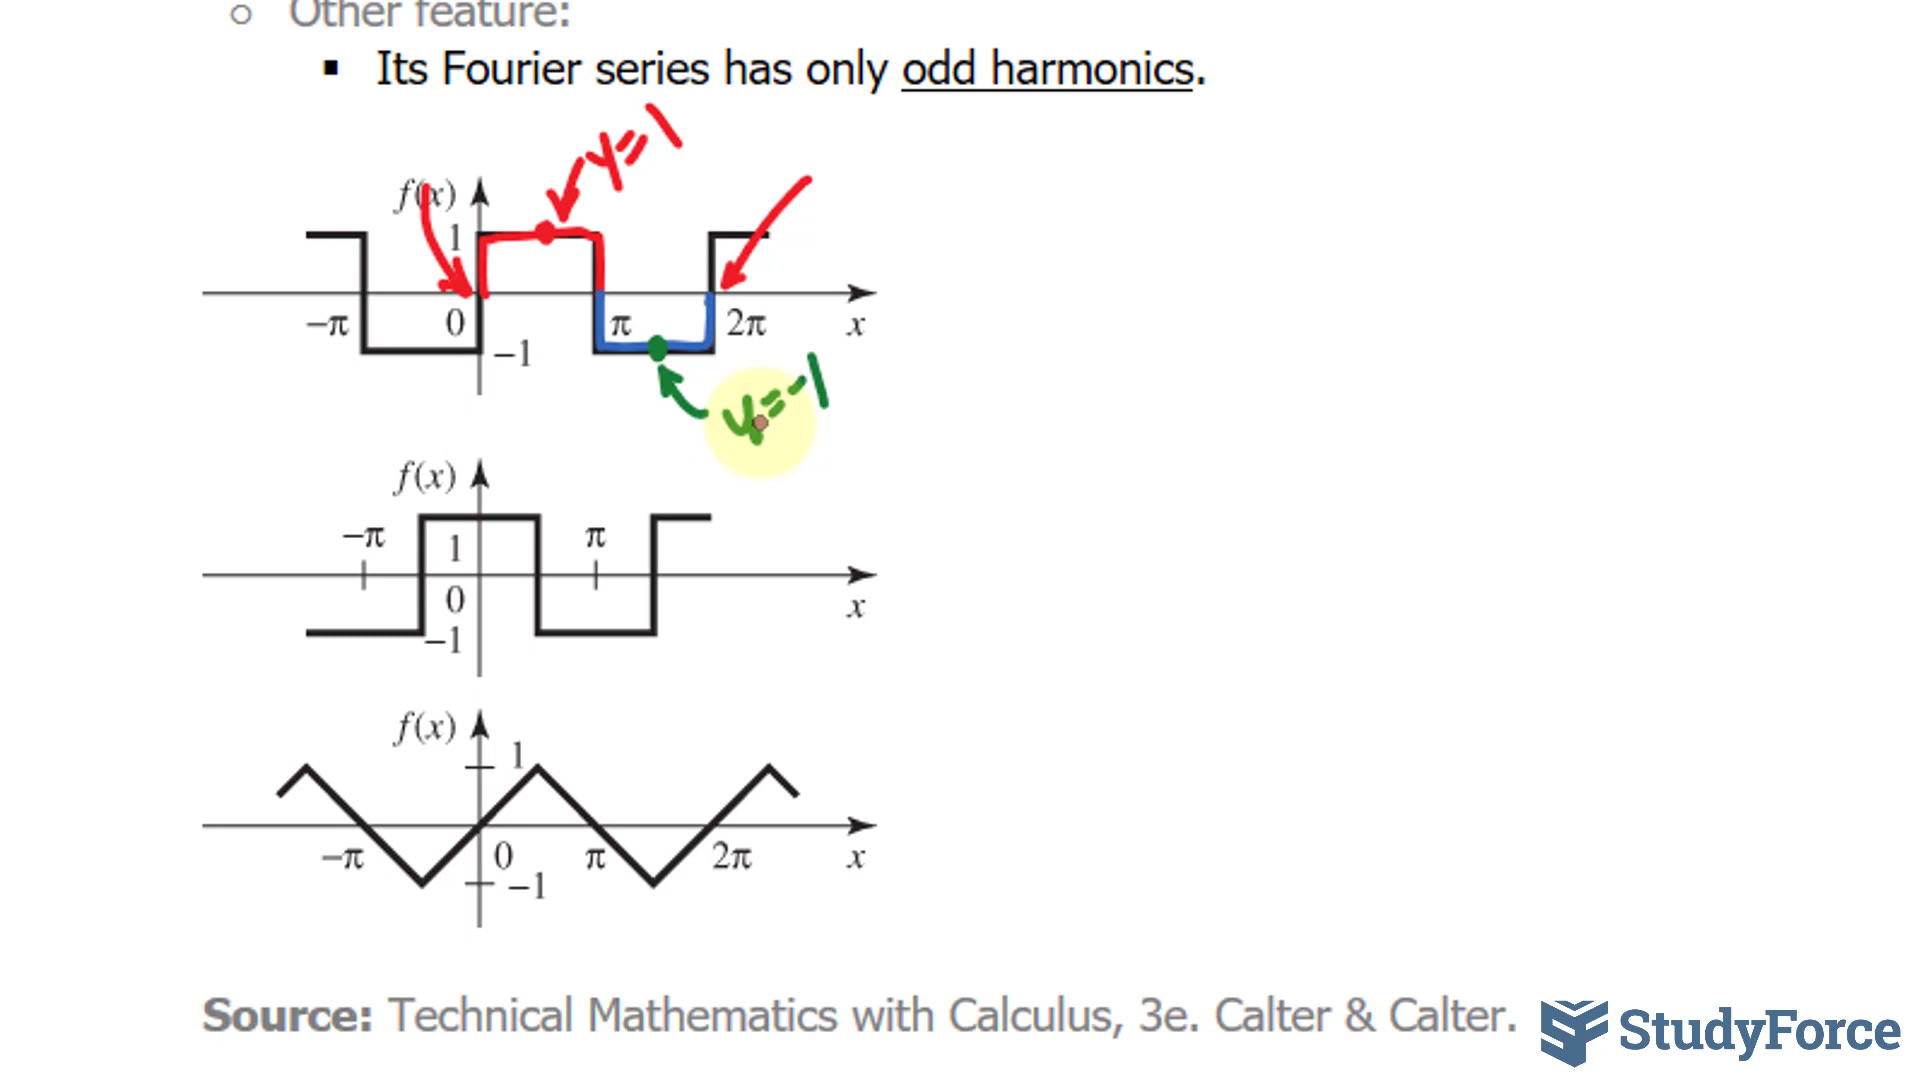 ○ Other feature:
▪ Its Fourier series has only odd harmonics.
y=1
f(x)
1
−π 0 π 2π x
−1
y=-1
f(x)
−π 1 π
0 x
−1
f(x)
1
−π 0 π 2π x
−1
Source: Technical Mathematics with Calculus, 3e. Calter & Calter.
StudyForce